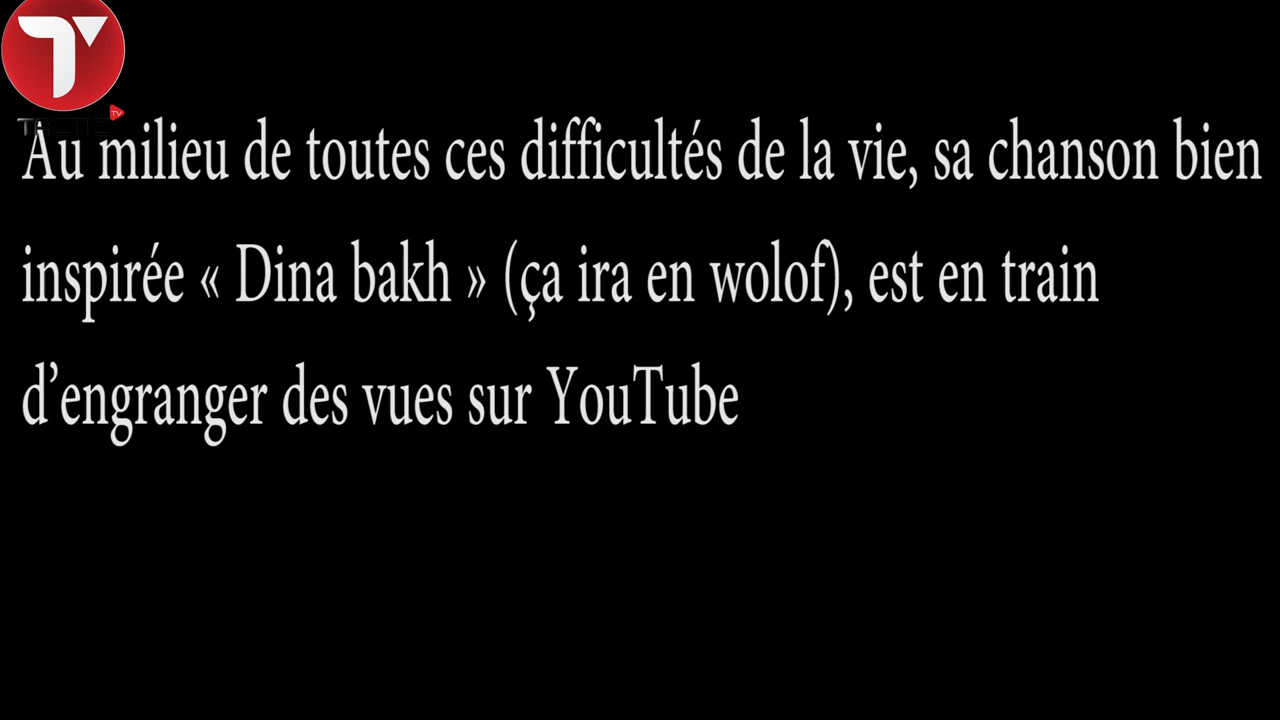 TV
Au milieu de toutes ces difficultés de la vie, sa chanson bien
inspirée « Dina bakh » (ça ira en wolof), est en train
d’engranger des vues sur YouTube